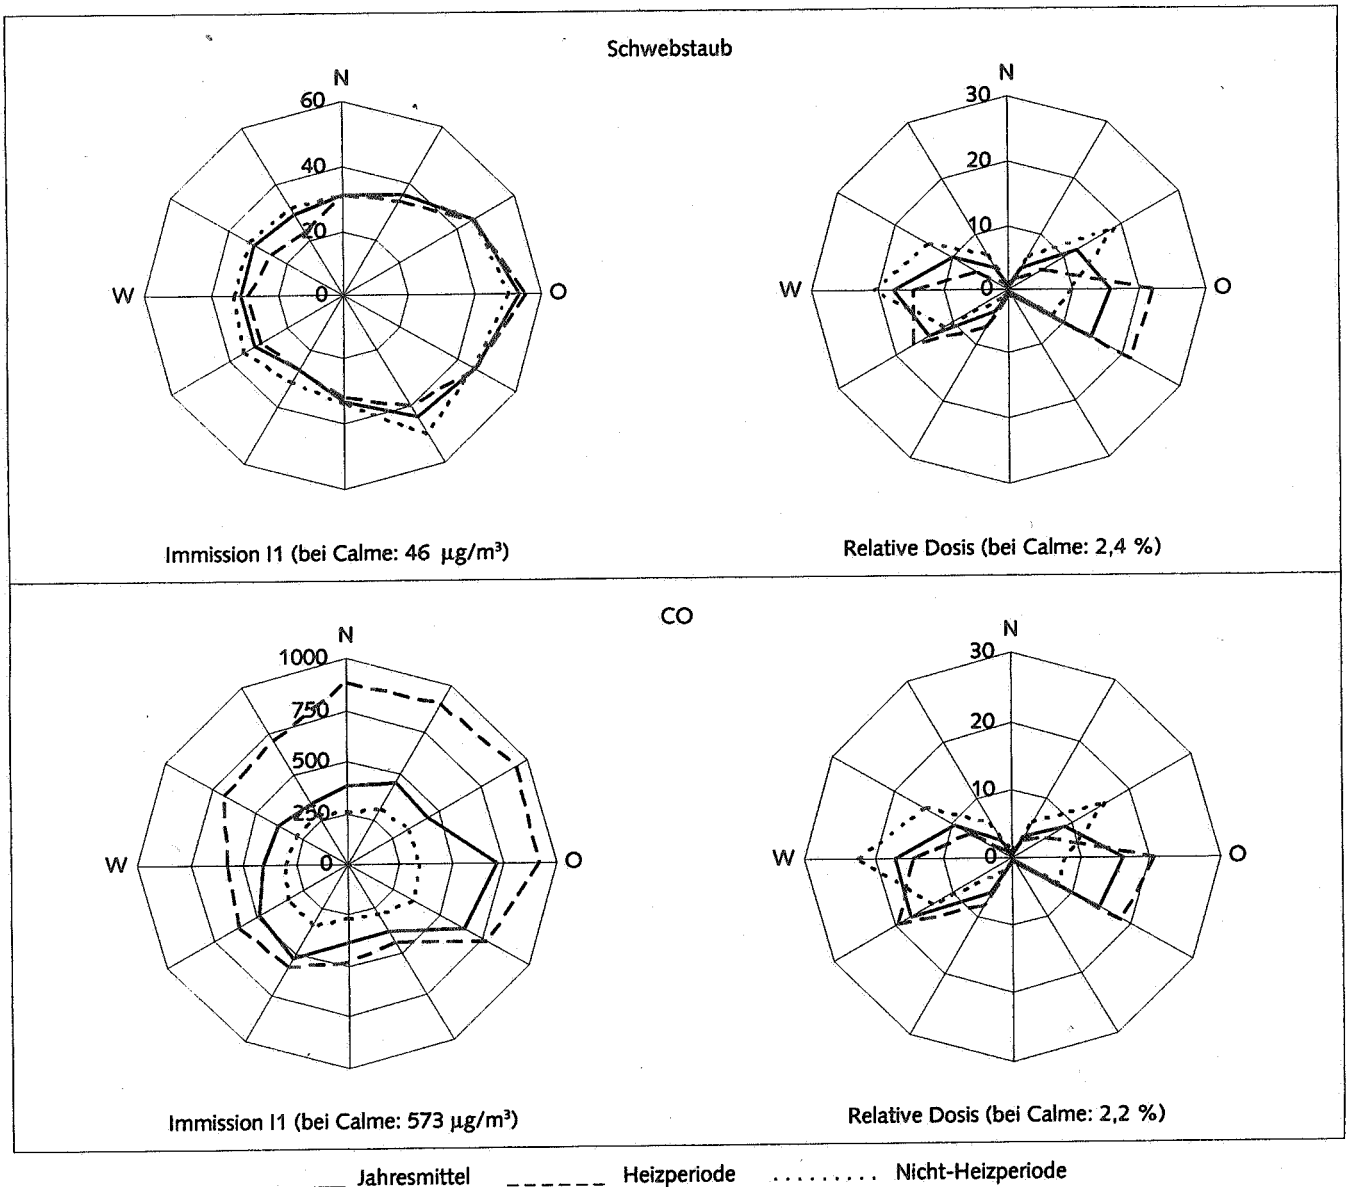 Schwebstaub
N
60
40
20
0
W
O
N
30
20
10
0
W
O
Immission I1 (bei Calme: 46 µg/m³)
Relative Dosis (bei Calme: 2,4 %)
CO
N
1000
750
500
250
0
W
O
N
30
20
10
0
W
O
Immission I1 (bei Calme: 573 µg/m³)
Relative Dosis (bei Calme: 2,2 %)
Jahresmittel
Heizperiode
Nicht-Heizperiode